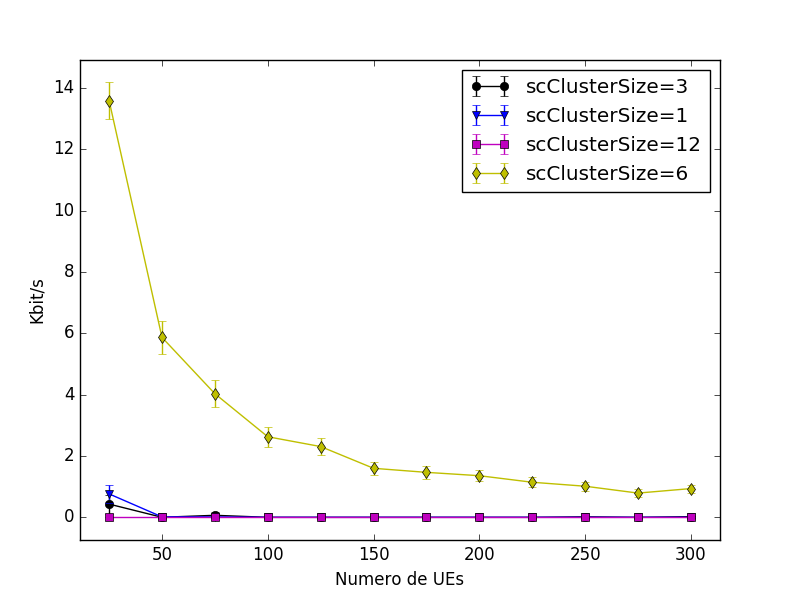 scClusterSize=3
scClusterSize=1
scClusterSize=12
scClusterSize=6
Kbit/s
14
12
10
8
6
4
2
0
50 100 150 200 250 300
Numero de UEs